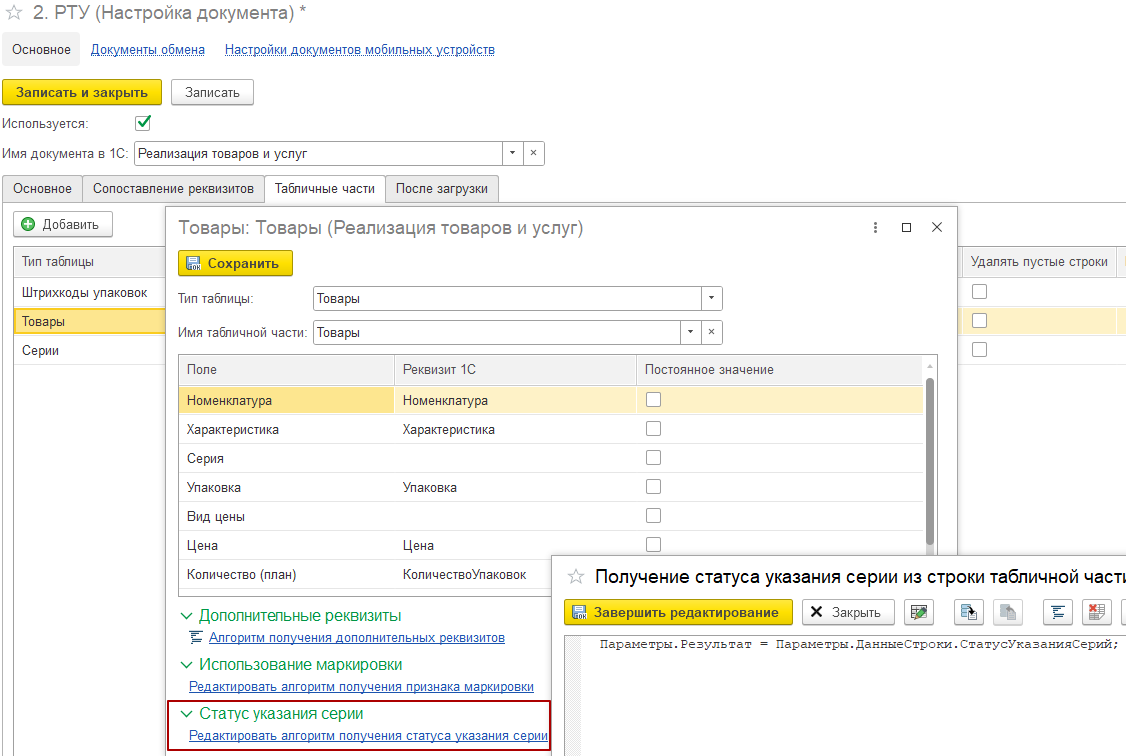 2. РТУ (Настройка документа) *
Основное Документы обмена Настройки документов мобильных устройств
Записать и закрыть Записать
Используется:
Имя документа в 1С: Реализация товаров и услуг
Основное Сопоставление реквизитов Табличные части После загрузки
Добавить
Тип таблицы Удалять пустые строки
Штрихкоды упаковок
Товары
Серии
Товары: Товары (Реализация товаров и услуг)
Сохранить
Тип таблицы: Товары
Имя табличной части: Товары
Поле Реквизит 1С Постоянное значение
Номенклатура Номенклатура
Характеристика Характеристика
Серия
Упаковка Упаковка
Вид цены
Цена Цена
Количество (план) КоличествоУпаковок
Дополнительные реквизиты
Алгоритм получения дополнительных реквизитов
Использование маркировки
Редактировать алгоритм получения признака маркировки
Статус указания серии
Редактировать алгоритм получения статуса указания серии
Получение статуса указания серии из строки табличной части
Завершить редактирование Закрыть
Параметры.Результат = Параметры.ДанныеСтроки.СтатусУказанияСерий;